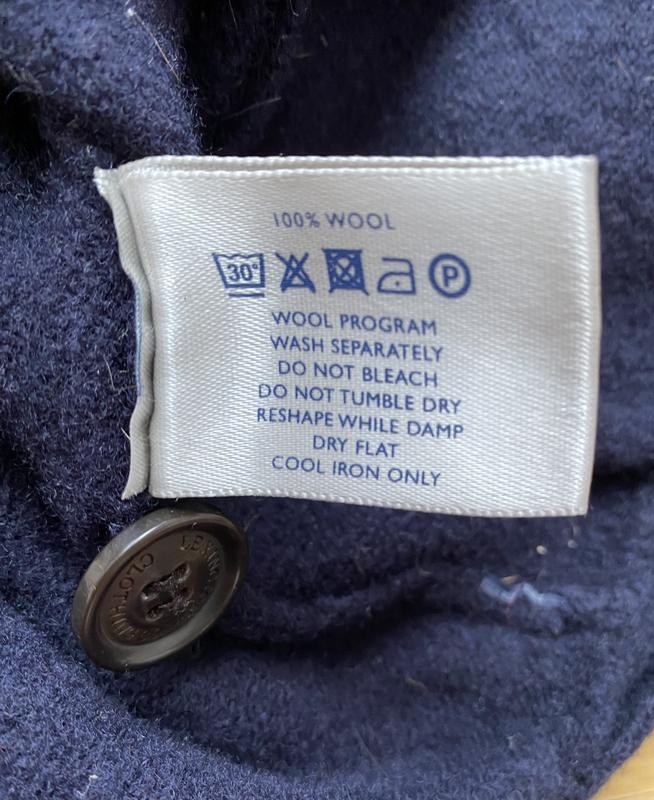 100% WOOL
30°
P
WOOL PROGRAM
WASH SEPARATELY
DO NOT BLEACH
DO NOT TUMBLE DRY
RESHAPE WHILE DAMP
DRY FLAT
COOL IRON ONLY